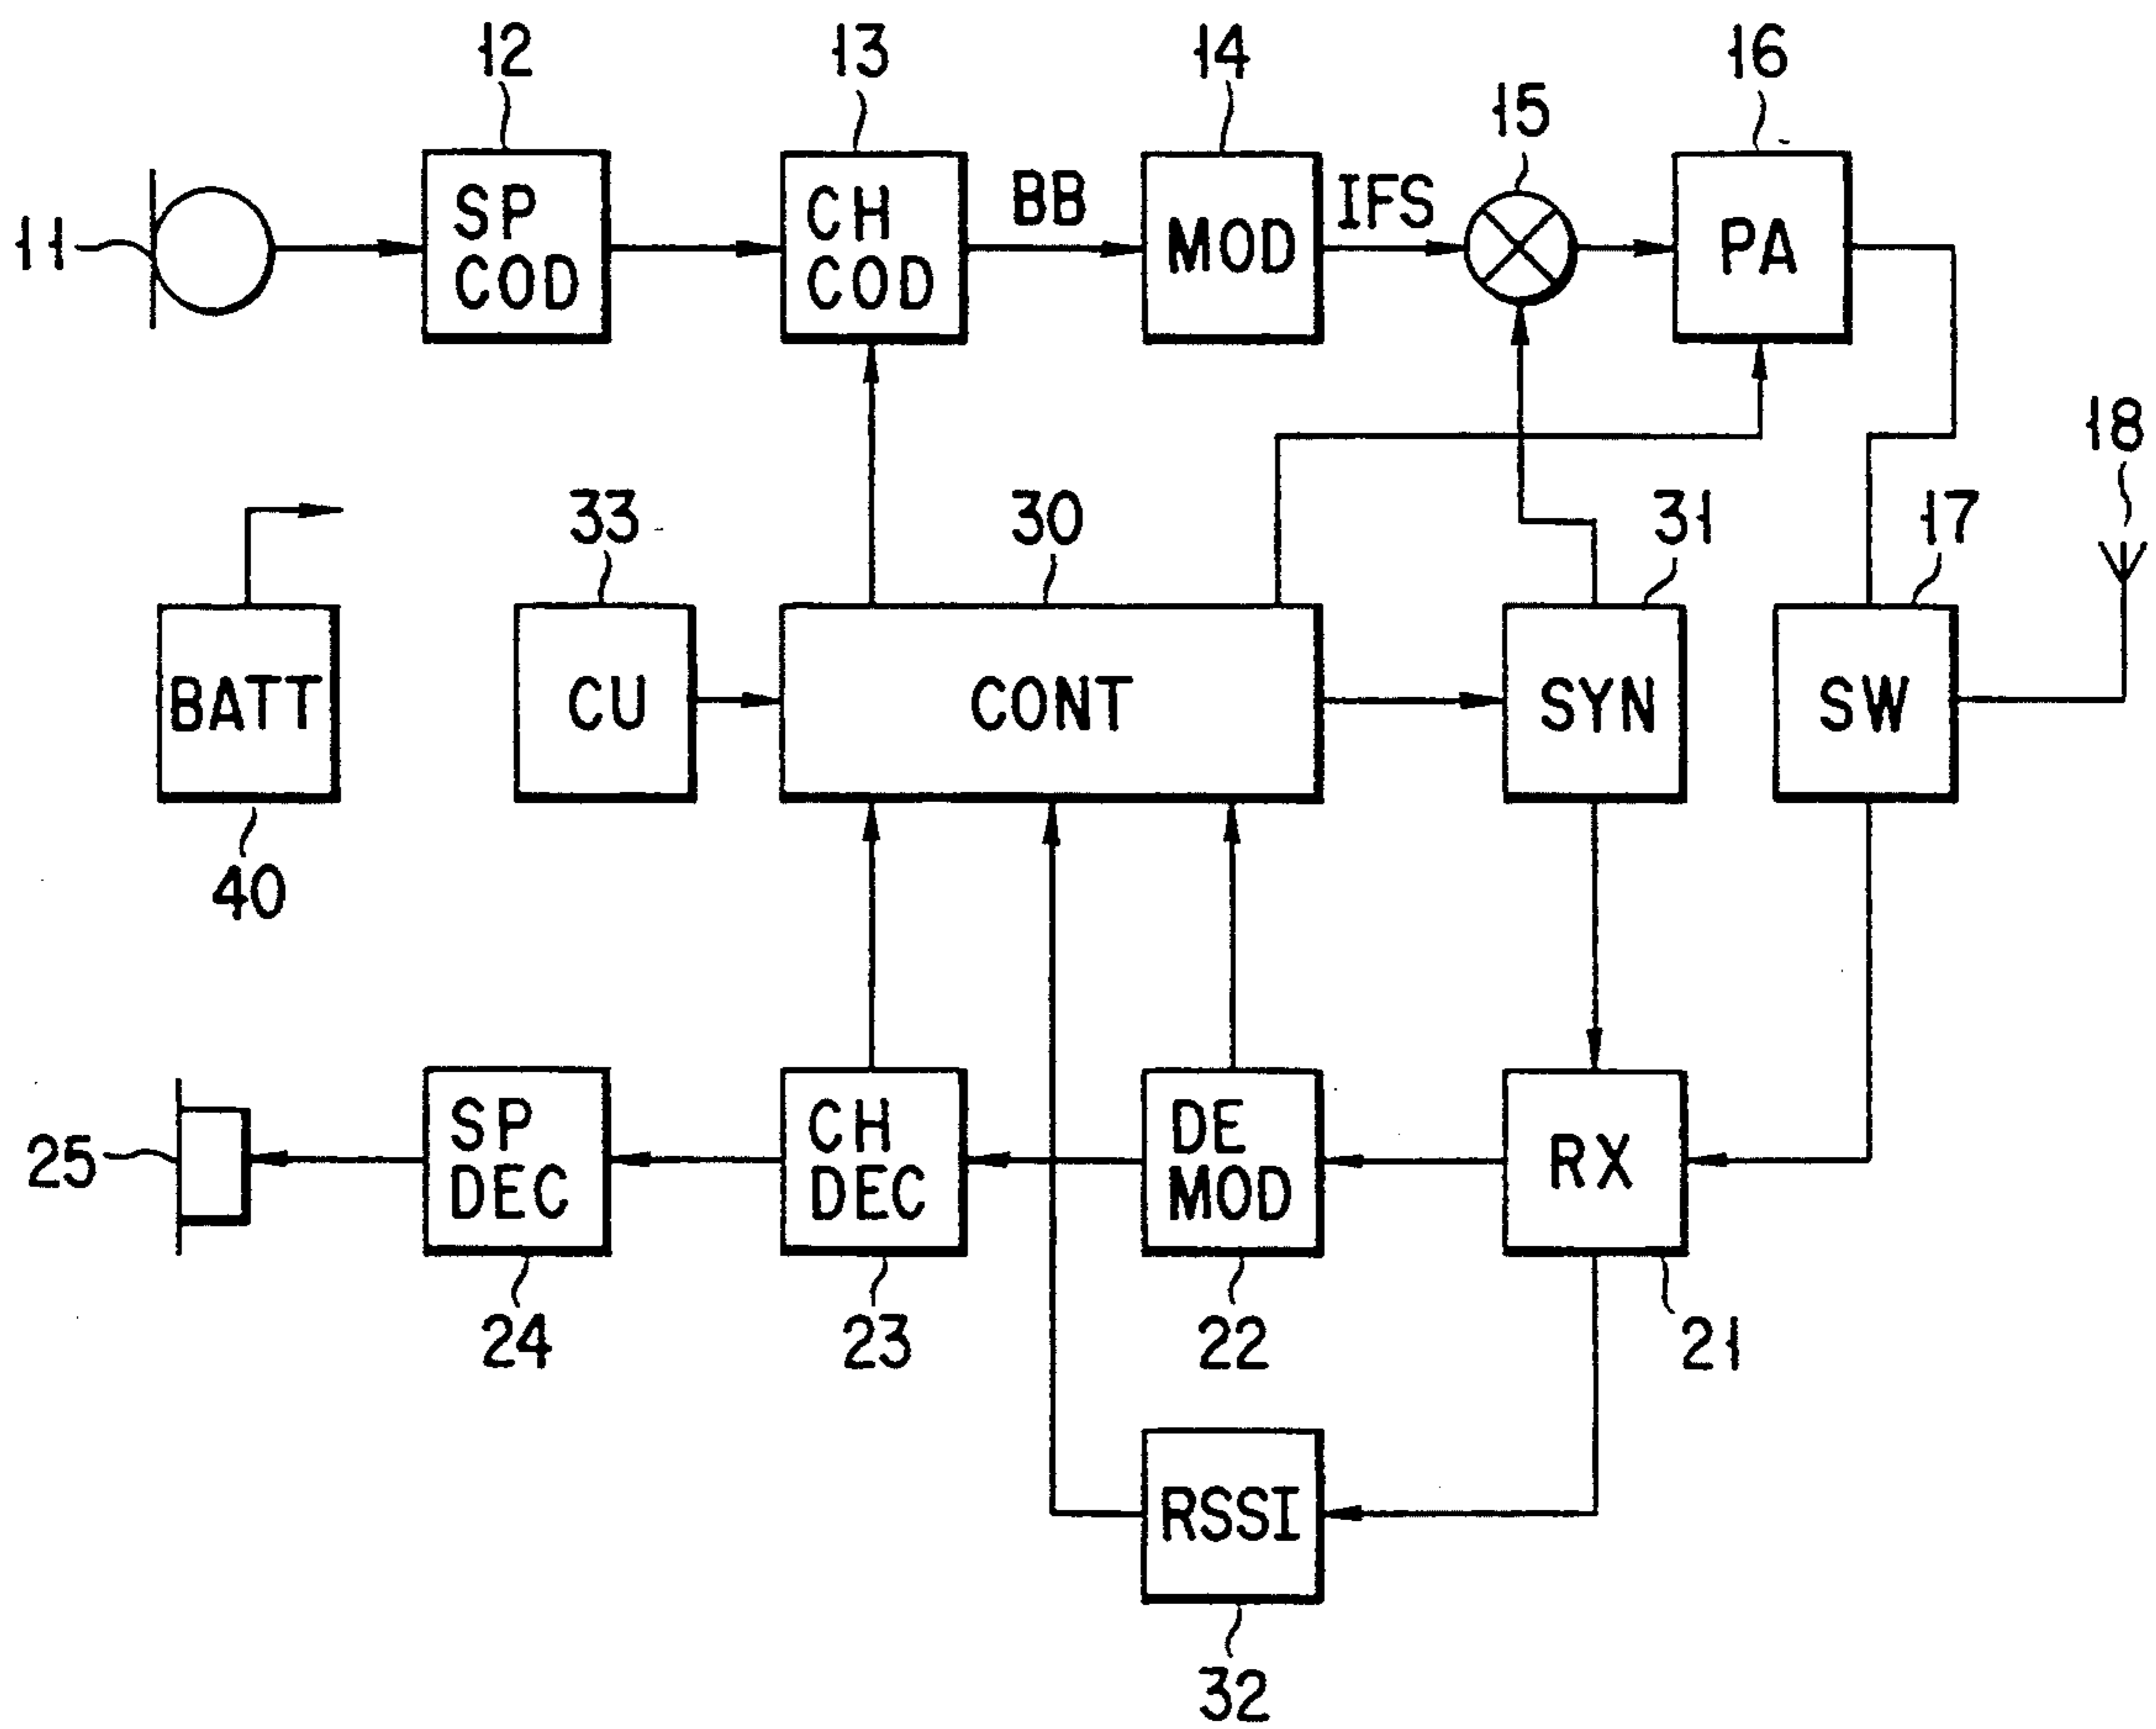 12
13
14
15
16
11
SP
COD
CH
COD
BB
MOD
IFS
PA
18
33
30
31
17
BATT
CU
CONT
SYN
SW
40
25
SP
DEC
CH
DEC
DE
MOD
RX
24
23
22
21
RSSI
32